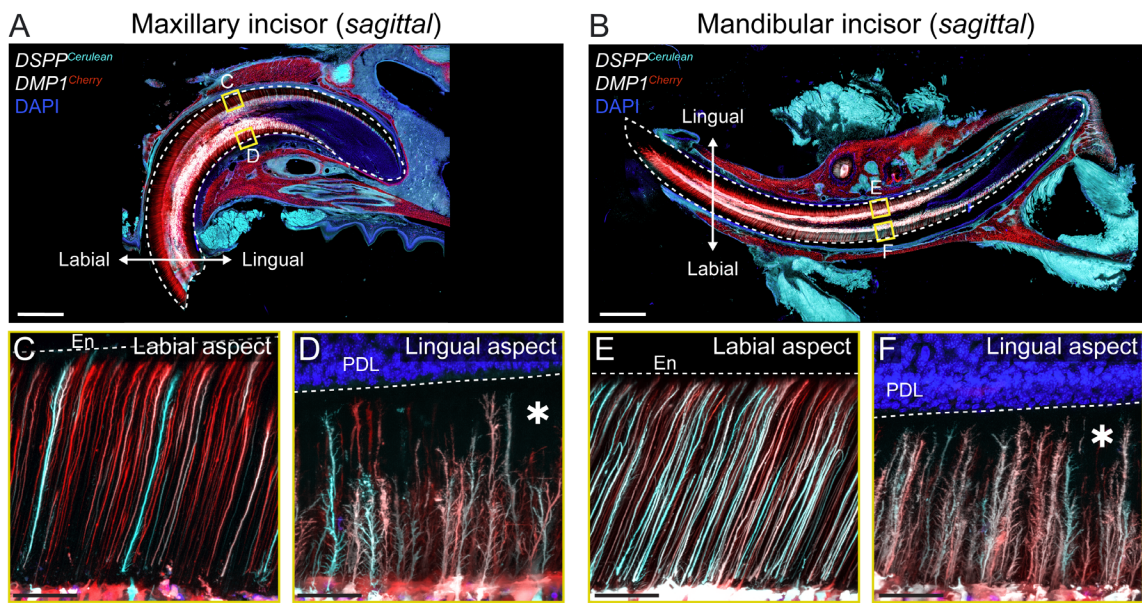 A
Maxillary incisor (sagittal)
DSPPCerulean
DMP1Cherry
DAPI
C
D
Labial
Lingual
B
Mandibular incisor (sagittal)
DSPPCerulean
DMP1Cherry
DAPI
Lingual
E
F
Labial
C
En
Labial aspect
D
Lingual aspect
PDL
*
E
Labial aspect
En
F
Lingual aspect
PDL
*